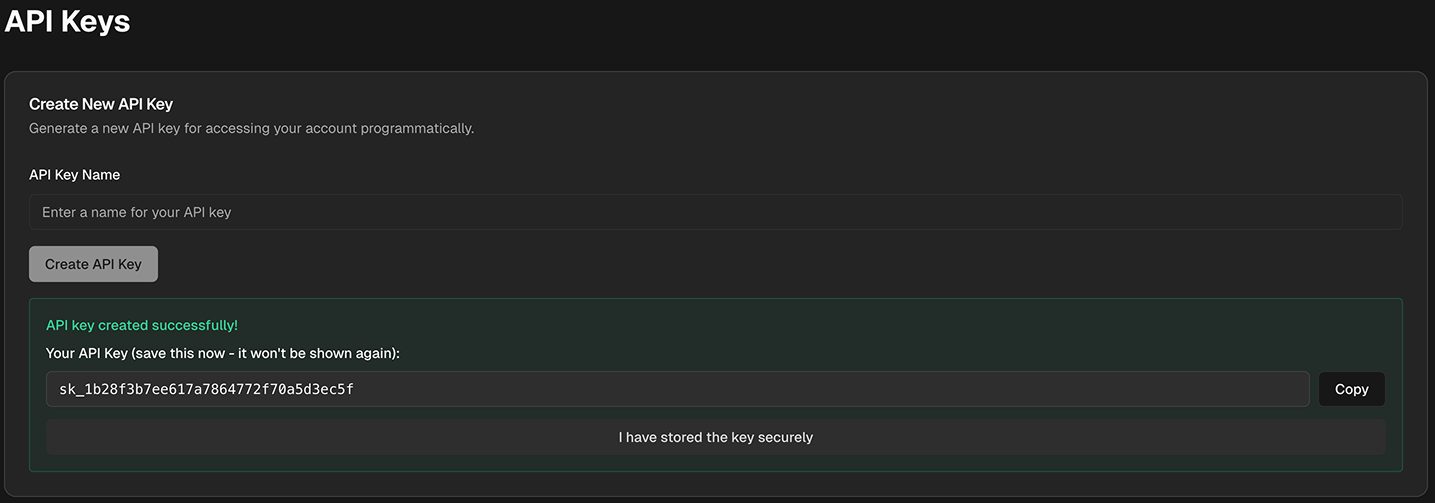 API Keys
Create New API Key
Generate a new API key for accessing your account programmatically.
API Key Name
Enter a name for your API key
Create API Key
API key created successfully!
Your API Key (save this now - it won't be shown again):
sk_1b28f3b7ee617a7864772f70a5d3ec5f
Copy
I have stored the key securely